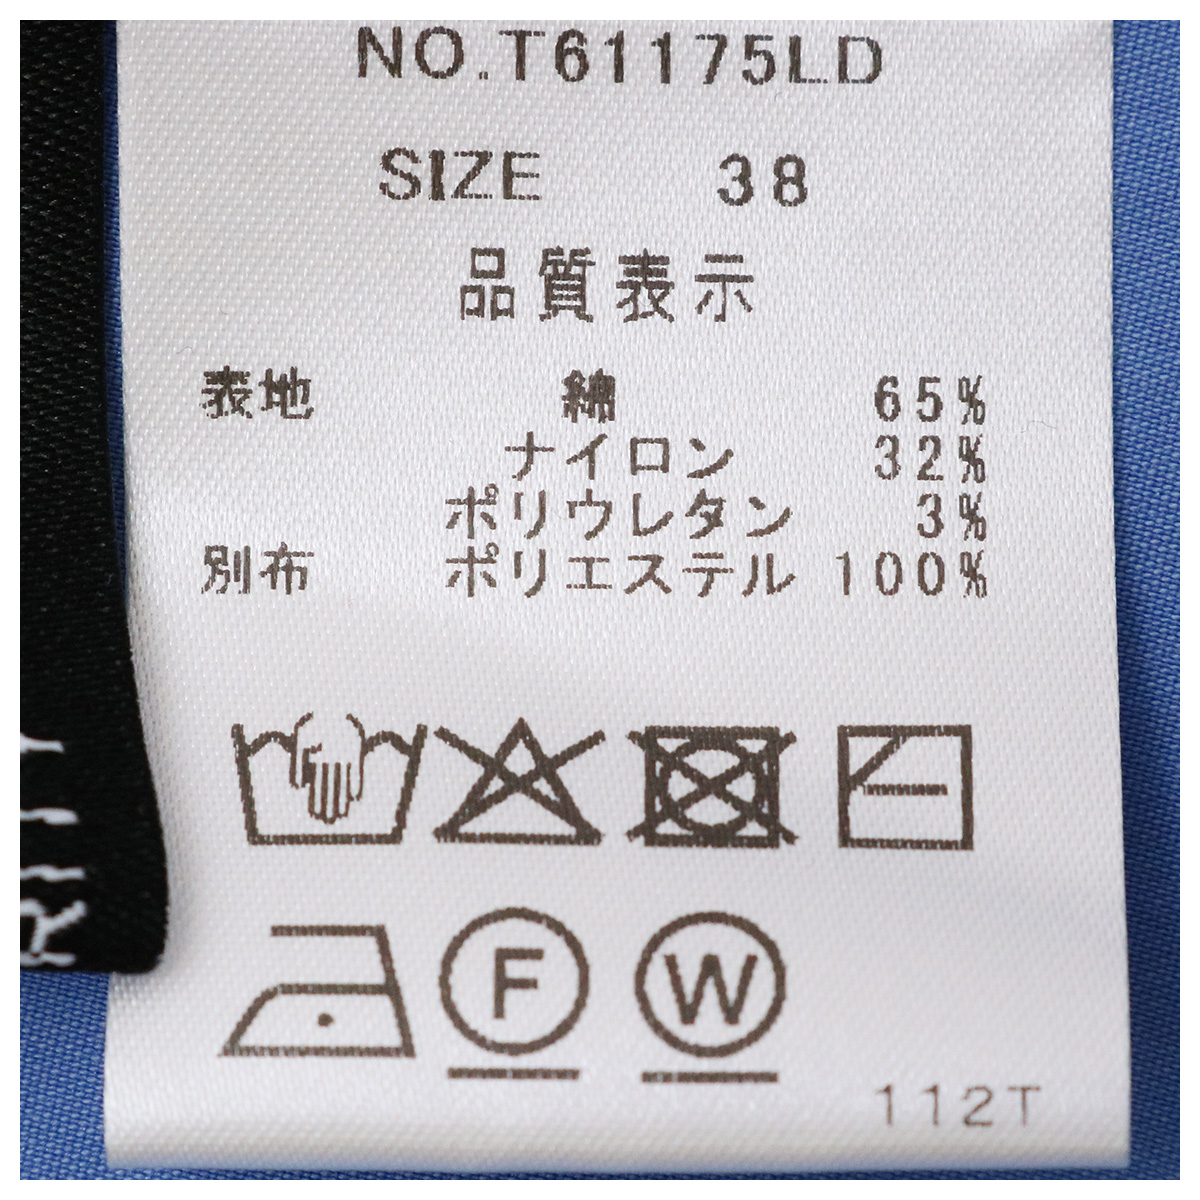 NO.T61175LD
SIZE 38
品質表示
表地 綿 65%
ナイロン 32%
ポリウレタン 3%
別布 ポリエステル 100%
F
W
112T